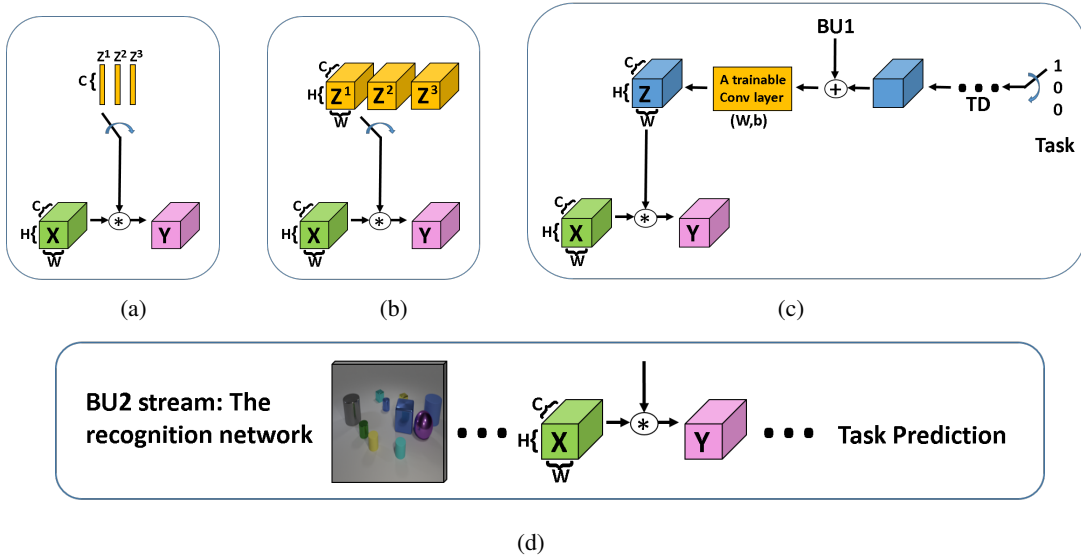 Z¹ Z² Z³
C{
C
H{ X
W
*
Y
(a)
C
H{ Z¹ Z² Z³
W
C
H{ X
W
*
Y
(b)
BU1
C
H{ Z
W
A trainable
Conv layer
(W,b)
+
TD
1
0
0
Task
C
H{ X
W
*
Y
(c)
BU2 stream: The
recognition network
C
H{ X
W
*
Y
Task Prediction
(d)